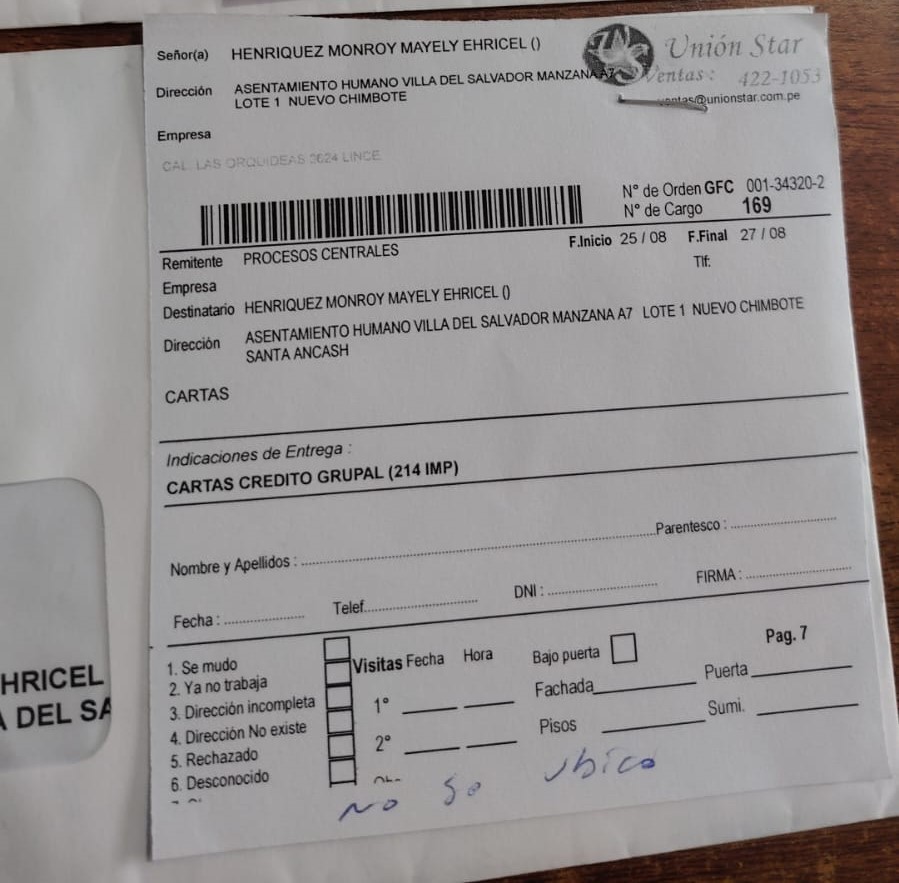 Señor(a) HENRIQUEZ MONROY MAYELY EHRICEL ()
Unión Star
Dirección ASENTAMIENTO HUMANO VILLA DEL SALVADOR MANZANA A7
Ventas: 422-1053
LOTE 1 NUEVO CHIMBOTE
ventas@unionstar.com.pe
Empresa
CAL. LAS ORQUIDEAS 2624 LINCE
N° de Orden GFC 001-34320-2
N° de Cargo 169
Remitente PROCESOS CENTRALES
F.Inicio 25 / 08 F.Final 27 / 08
Empresa
Tlf:
Destinatario HENRIQUEZ MONROY MAYELY EHRICEL ()
Dirección ASENTAMIENTO HUMANO VILLA DEL SALVADOR MANZANA A7 LOTE 1 NUEVO CHIMBOTE
SANTA ANCASH
CARTAS
Indicaciones de Entrega :
CARTAS CREDITO GRUPAL (214 IMP)
Nombre y Apellidos : Parentesco :
Fecha : Telef. DNI : FIRMA :
Pag. 7
1. Se mudo
2. Ya no trabaja
3. Dirección incompleta
4. Dirección No existe
5. Rechazado
6. Desconocido
Visitas Fecha Hora
1°
2°
Bajo puerta
Fachada Puerta
Pisos Sumi.
No se ubico
HRICEL
A DEL SA